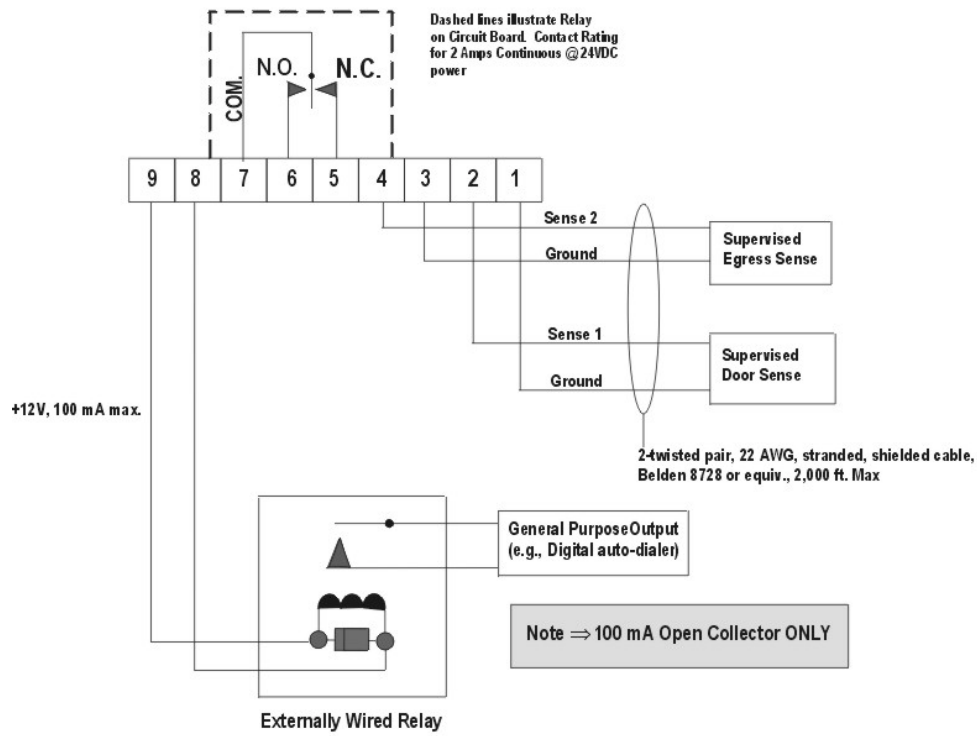 Dashed lines illustrate Relay
on Circuit Board. Contact Rating
for 2 Amps Continuous @24VDC
power
N.O.
N.C.
COM.
9 8 7 6 5 4 3 2 1
Sense 2
Ground
Supervised
Egress Sense
Sense 1
Ground
Supervised
Door Sense
+12V, 100 mA max.
2-twisted pair, 22 AWG, stranded, shielded cable,
Belden 8728 or equiv., 2,000 ft. Max
General Purpose Output
(e.g., Digital auto-dialer)
Note ⇒ 100 mA Open Collector ONLY
Externally Wired Relay